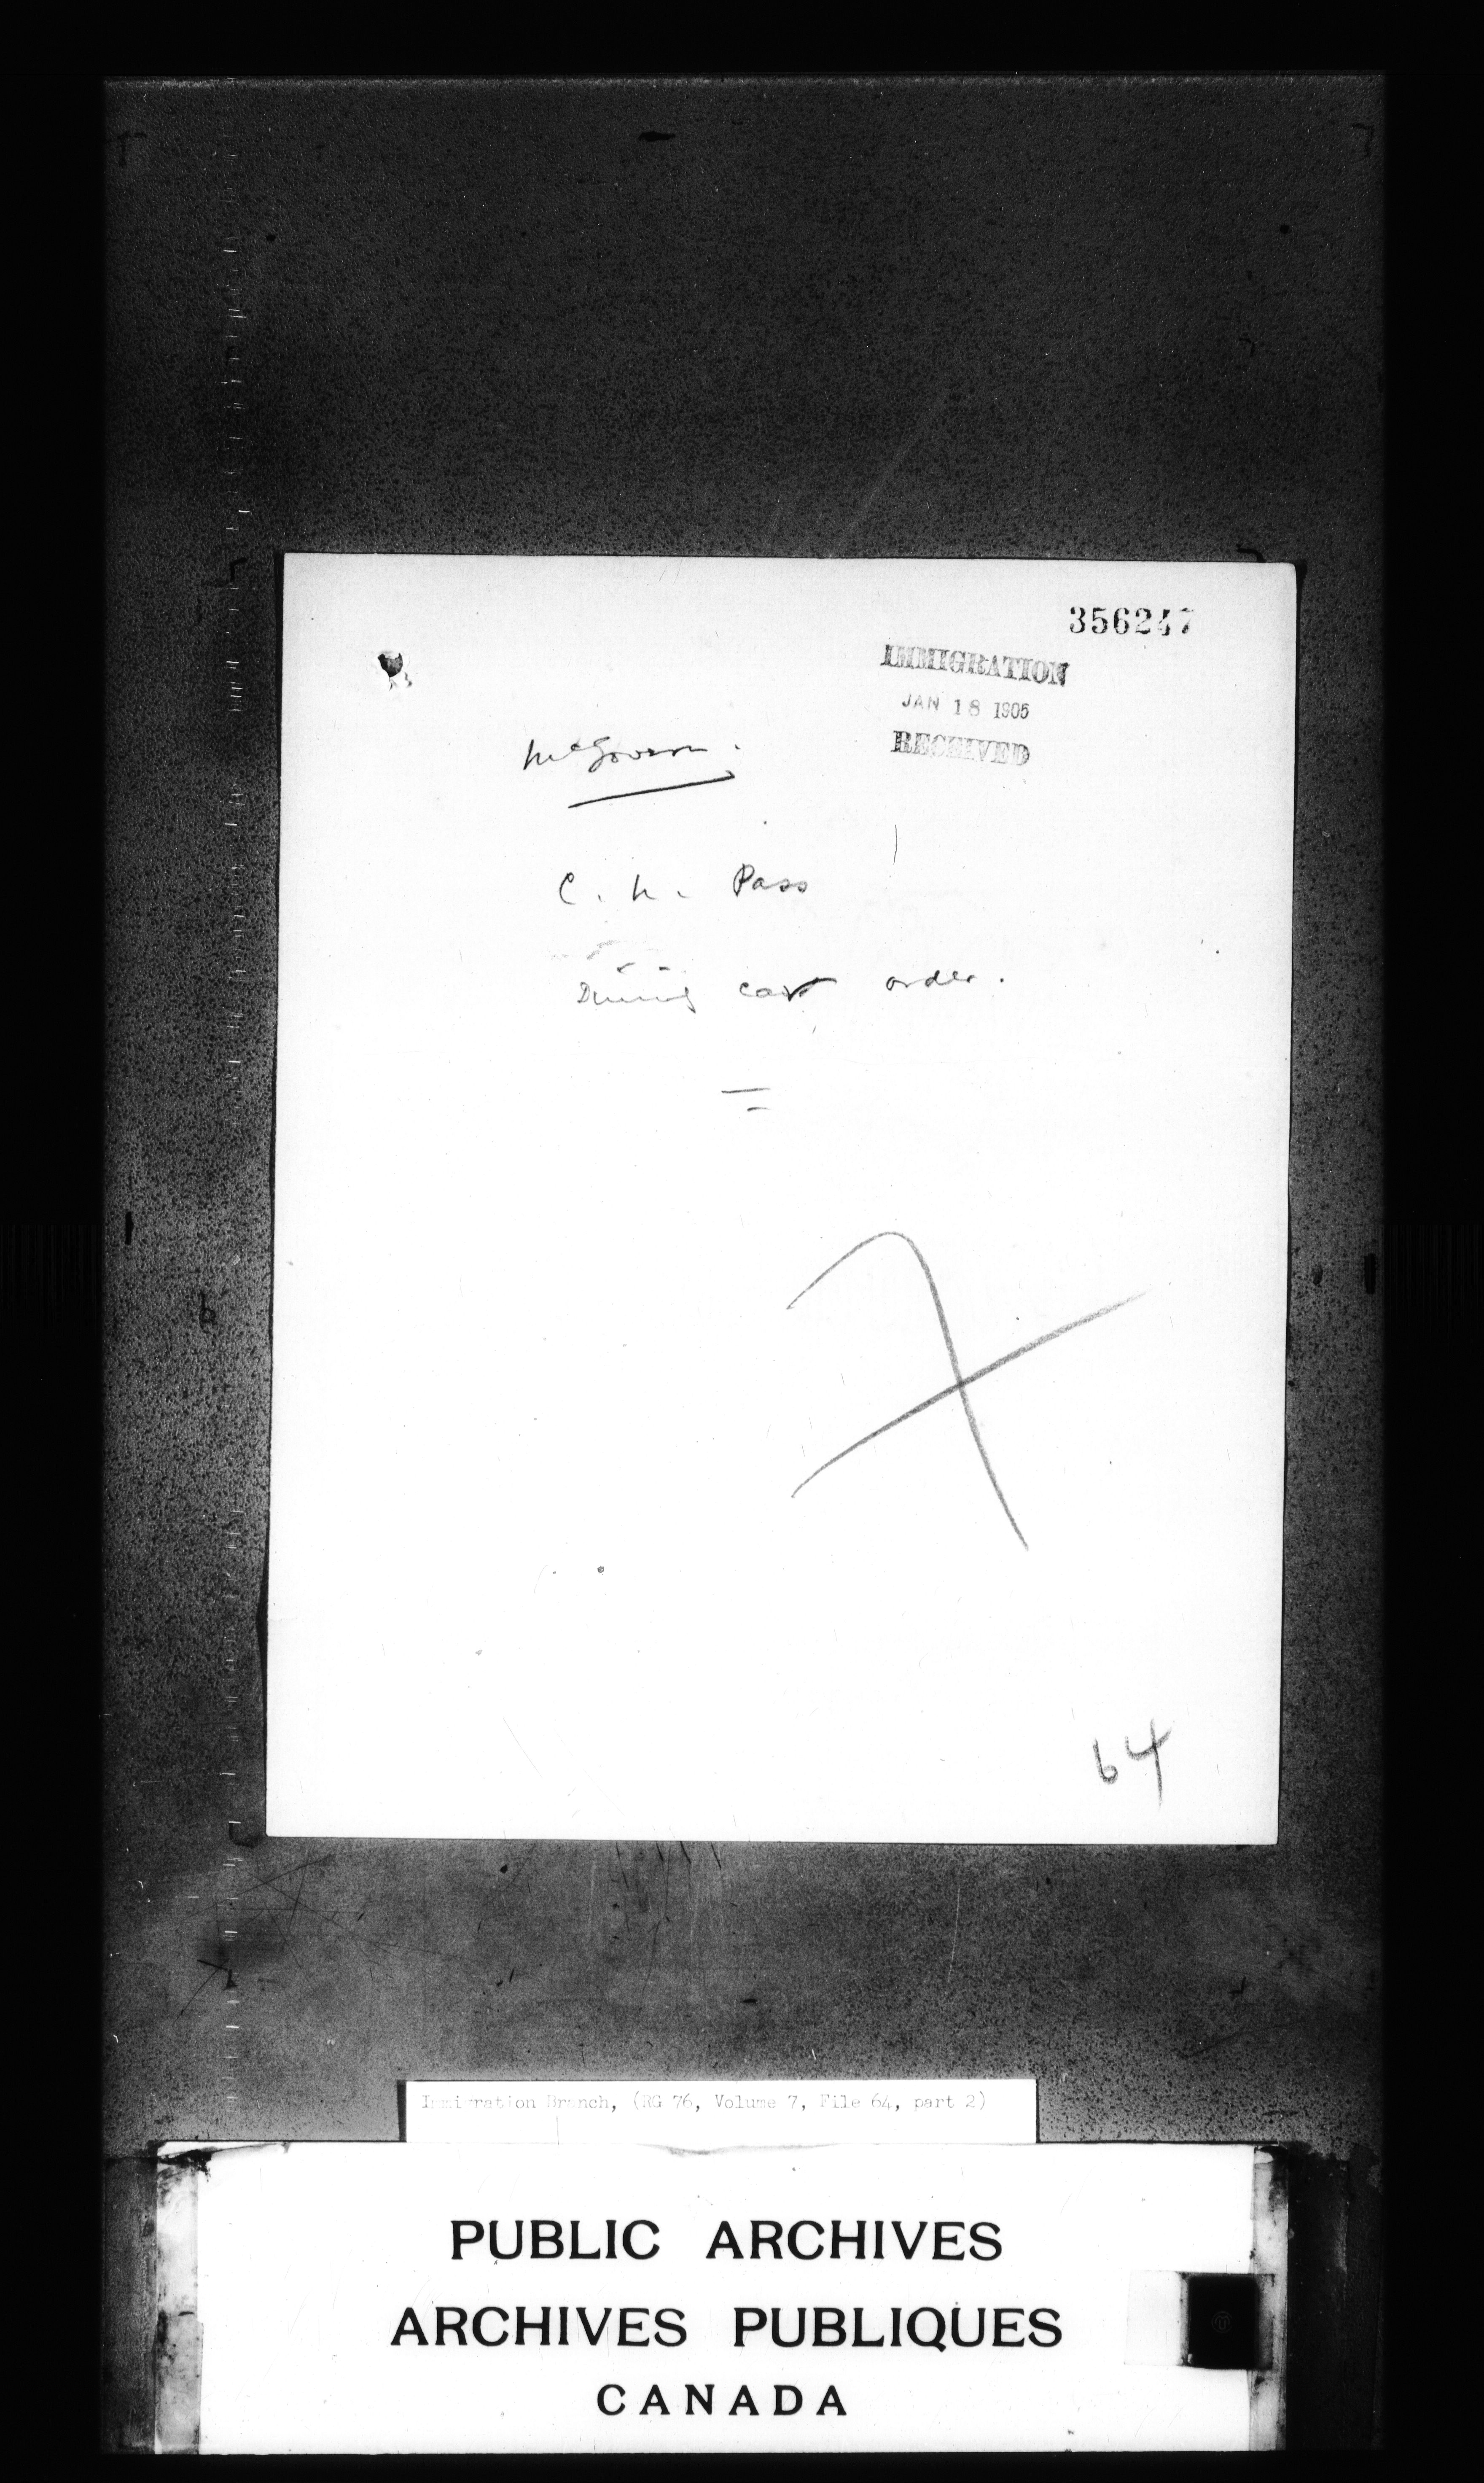 356247
IMMIGRATION
JAN 18 1905
RECEIVED
McGovern.
C. N. Pass
Dining car order.
64
Immigration Branch, (RG 76, Volume 7, File 64, part 2)
PUBLIC ARCHIVES
ARCHIVES PUBLIQUES
CANADA